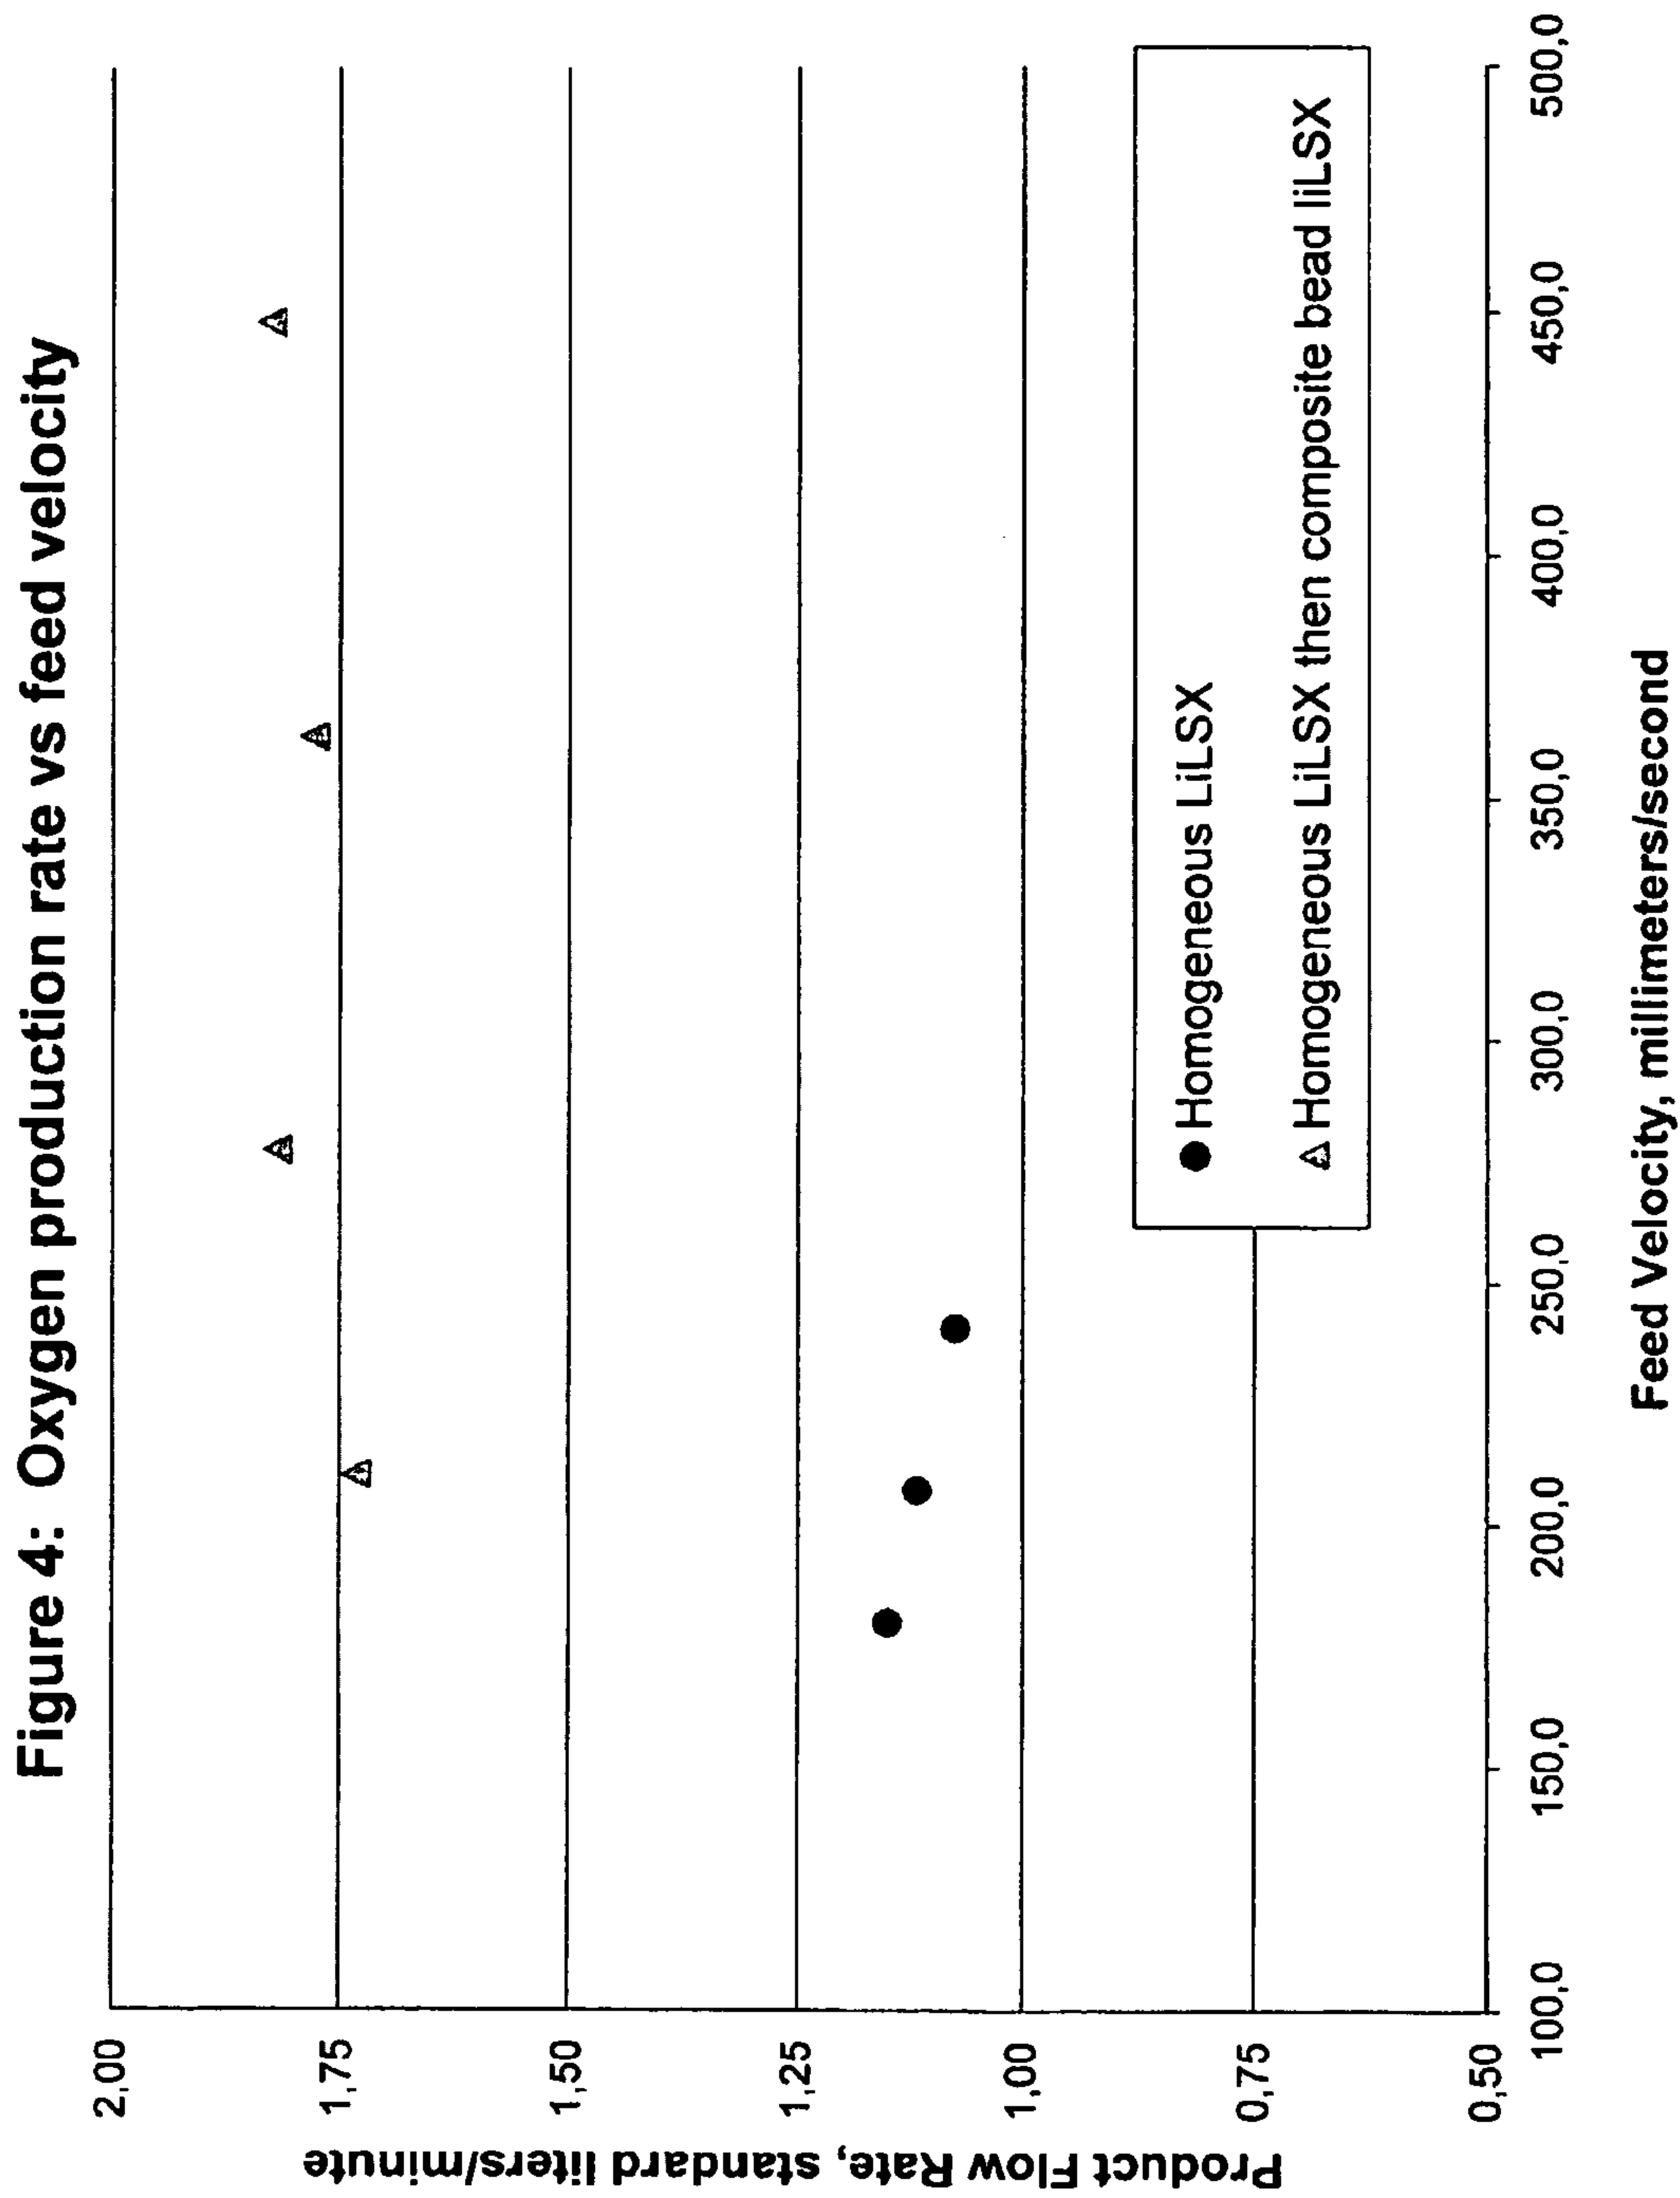 Figure 4: Oxygen production rate vs feed velocity
Product Flow Rate, standard liters/minute
2,00
1,75
1,50
1,25
1,00
0,75
0,50
Homogeneous LiLSX
Homogeneous LiLSX then composite bead liLSX
100,0 150,0 200,0 250,0 300,0 350,0 400,0 450,0 500,0
Feed Velocity, millimeters/second